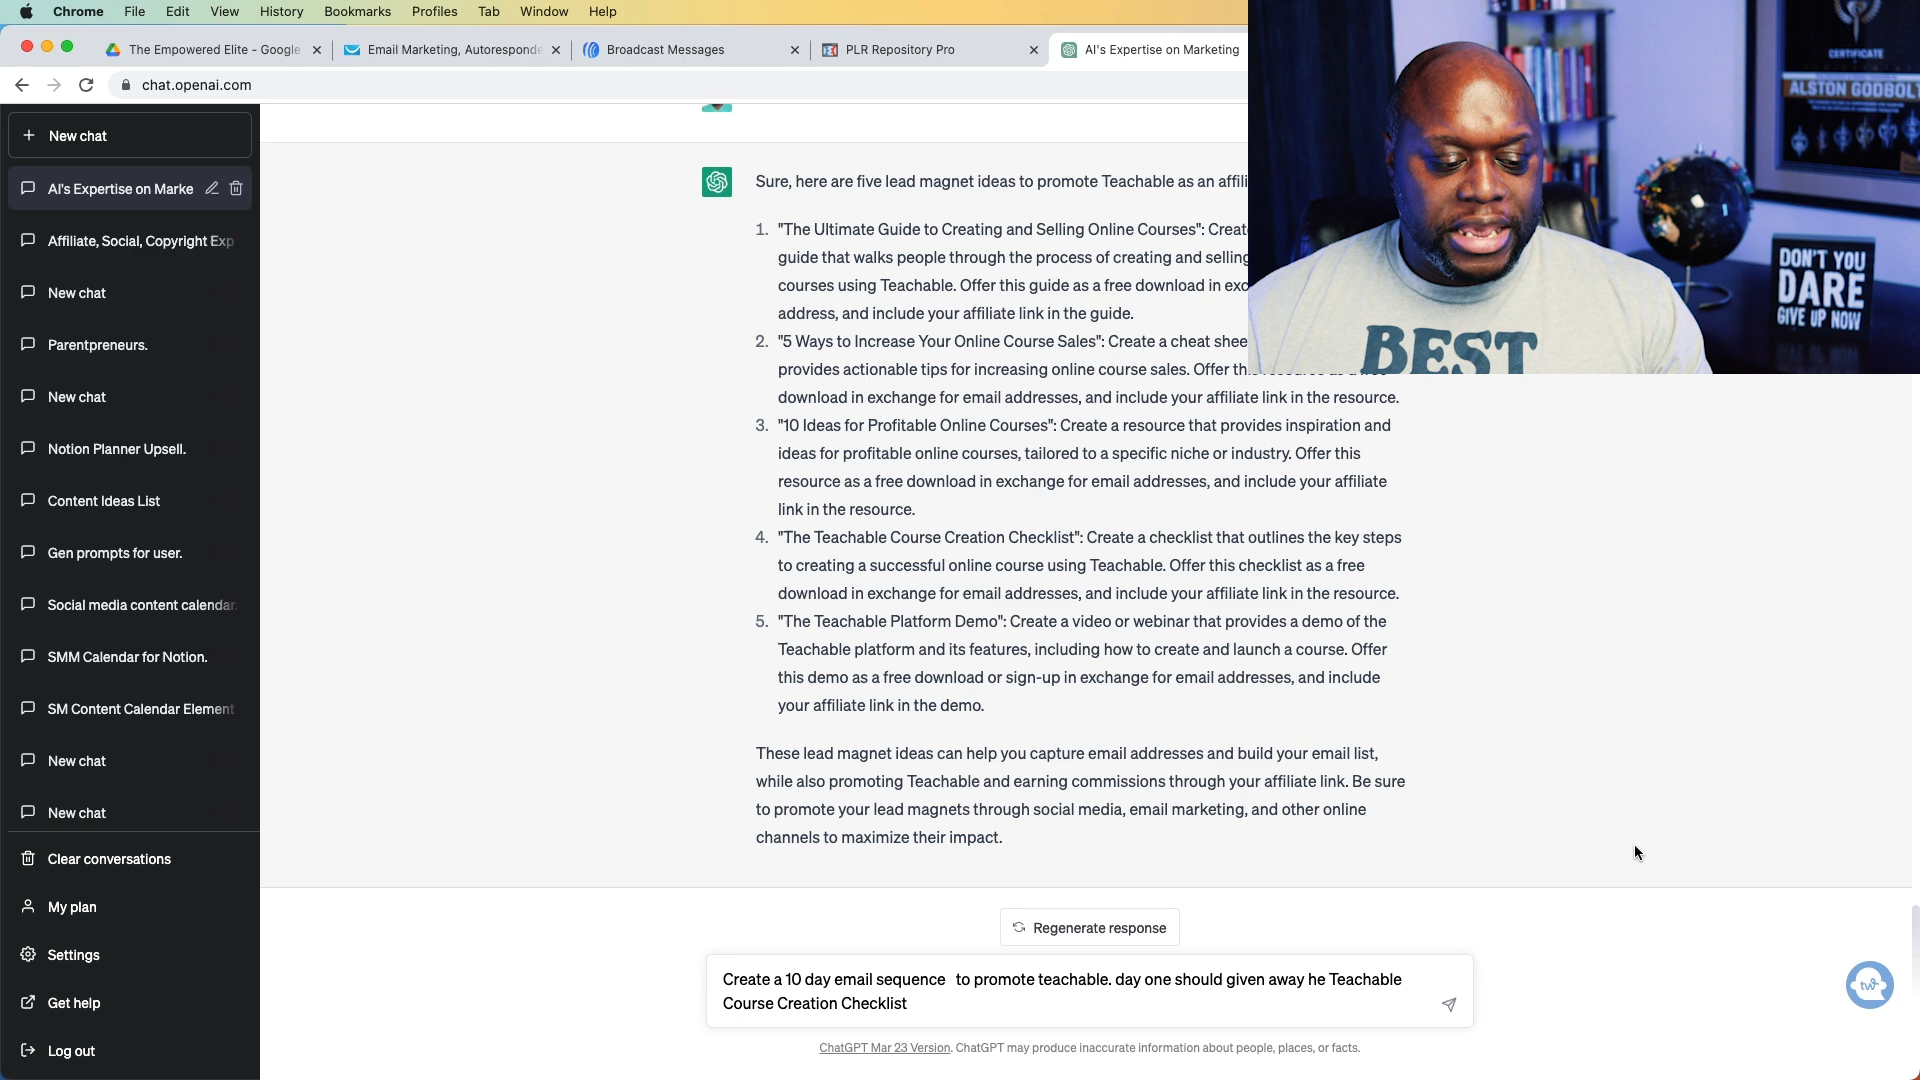 Chrome File Edit View History Bookmarks Profiles Tab Window Help
The Empowered Elite - Google
Email Marketing, Autoresponde
Broadcast Messages
PLR Repository Pro
AI's Expertise on Marketing
chat.openai.com
New chat
AI's Expertise on Marke
Affiliate, Social, Copyright Exp
New chat
Parentpreneurs.
New chat
Notion Planner Upsell.
Content Ideas List
Gen prompts for user.
Social media content calendar.
SMM Calendar for Notion.
SM Content Calendar Element
New chat
New chat
Clear conversations
My plan
Settings
Get help
Log out
Sure, here are five lead magnet ideas to promote Teachable as an affili
1. "The Ultimate Guide to Creating and Selling Online Courses": Creat
guide that walks people through the process of creating and selling
courses using Teachable. Offer this guide as a free download in exc
address, and include your affiliate link in the guide.
2. "5 Ways to Increase Your Online Course Sales": Create a cheat shee
provides actionable tips for increasing online course sales. Offer
download in exchange for email addresses, and include your affiliate link in the resource.
3. "10 Ideas for Profitable Online Courses": Create a resource that provides inspiration and
ideas for profitable online courses, tailored to a specific niche or industry. Offer this
resource as a free download in exchange for email addresses, and include your affiliate
link in the resource.
4. "The Teachable Course Creation Checklist": Create a checklist that outlines the key steps
to creating a successful online course using Teachable. Offer this checklist as a free
download in exchange for email addresses, and include your affiliate link in the resource.
5. "The Teachable Platform Demo": Create a video or webinar that provides a demo of the
Teachable platform and its features, including how to create and launch a course. Offer
this demo as a free download or sign-up in exchange for email addresses, and include
your affiliate link in the demo.
These lead magnet ideas can help you capture email addresses and build your email list,
while also promoting Teachable and earning commissions through your affiliate link. Be sure
to promote your lead magnets through social media, email marketing, and other online
channels to maximize their impact.
Regenerate response
Create a 10 day email sequence to promote teachable. day one should given away he Teachable
Course Creation Checklist
ChatGPT Mar 23 Version. ChatGPT may produce inaccurate information about people, places, or facts.
CERTIFICATE
ALSTON GODBOLT
DON'T YOU
DARE
GIVE UP NOW
BEST
tw